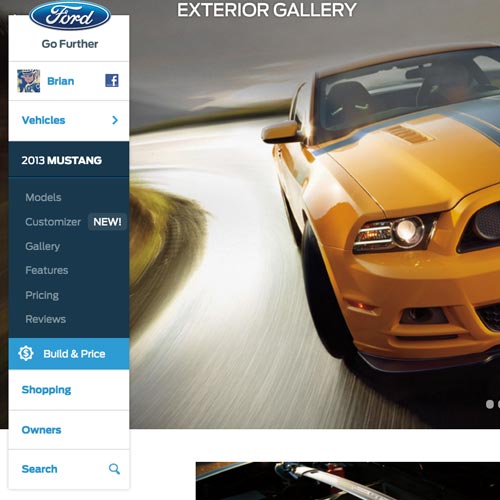 Ford
Go Further
Brian
Vehicles
2013 MUSTANG
Models
Customizer NEW!
Gallery
Features
Pricing
Reviews
Build & Price
Shopping
Owners
Search
EXTERIOR GALLERY